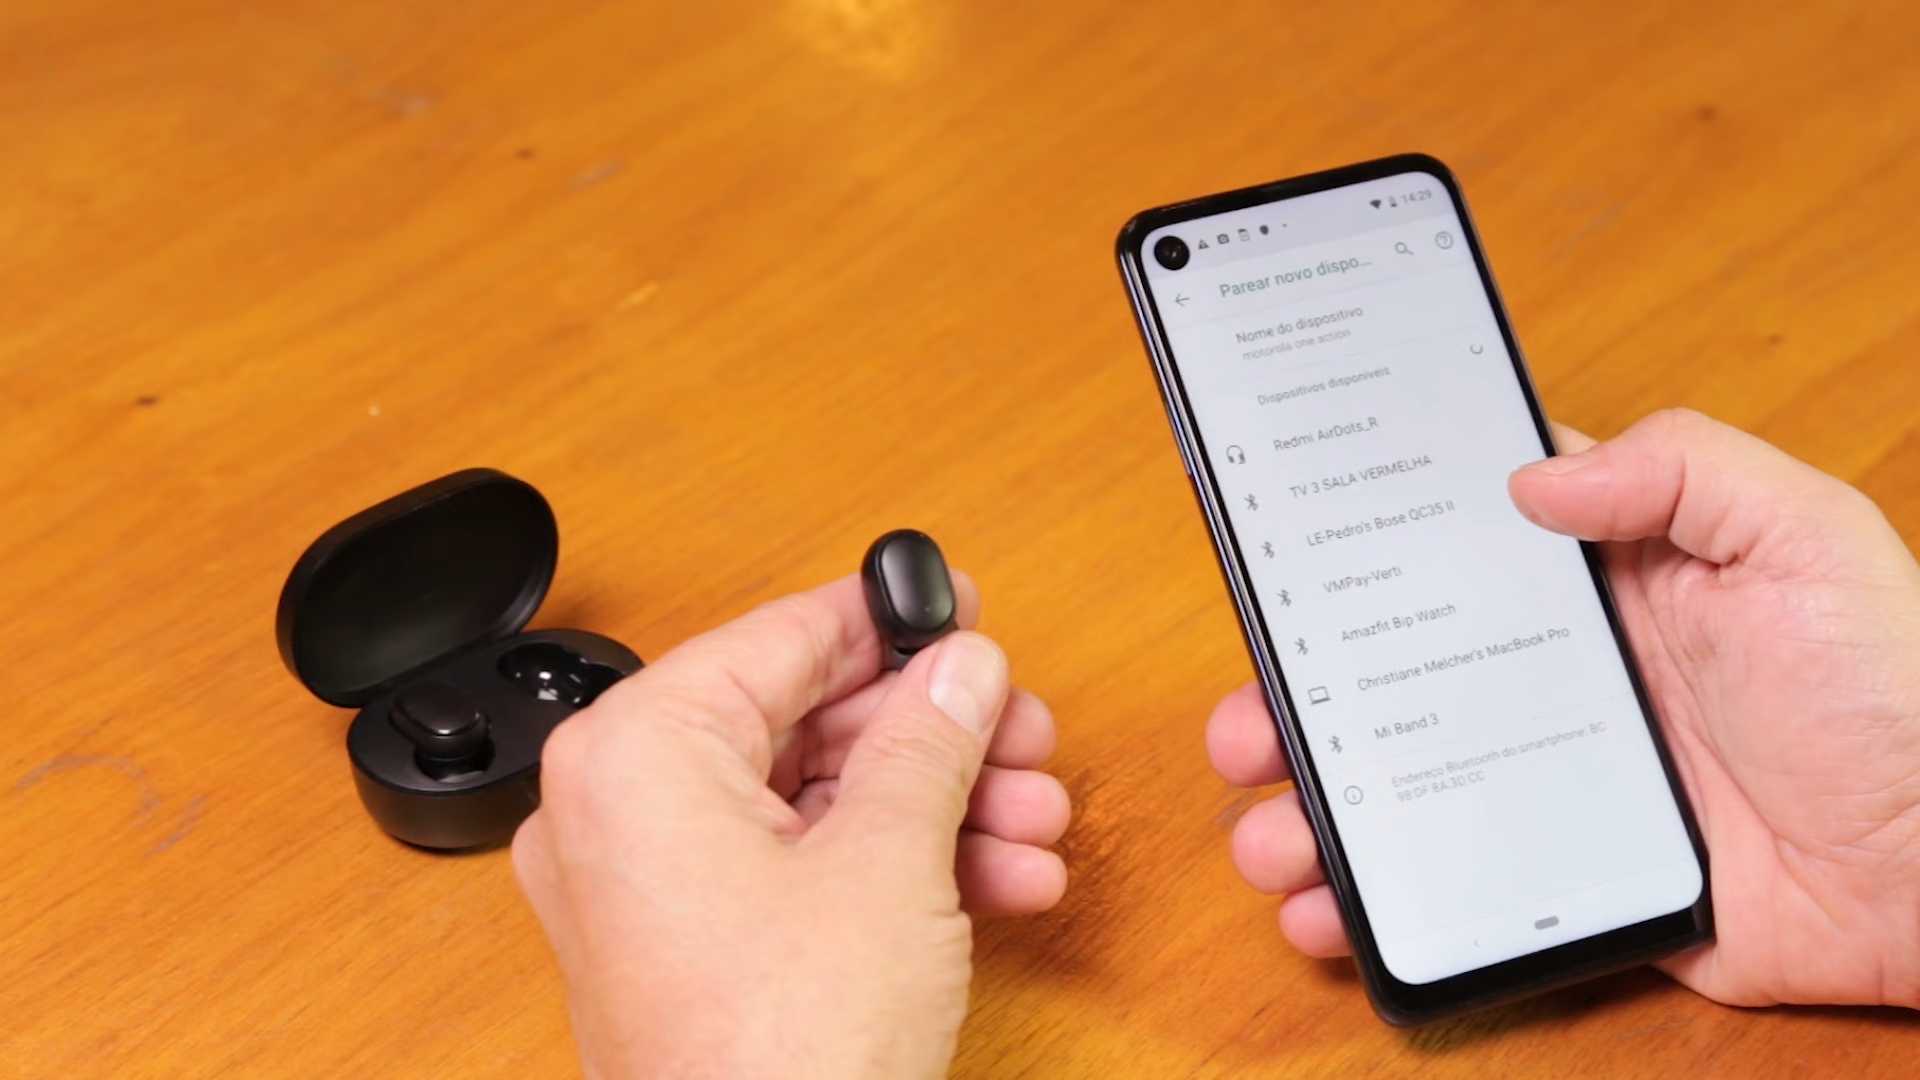 14:29
Parear novo dispo...
Nome do dispositivo
motorola one action
Dispositivos disponíveis
Redmi AirDots_R
TV 3 SALA VERMELHA
LE-Pedro's Bose QC35 II
VMPay-Verti
Amazfit Bip Watch
Christiane Melcher's MacBook Pro
Mi Band 3
Endereço Bluetooth do smartphone: BC:
98:DF:8A:3D:CC